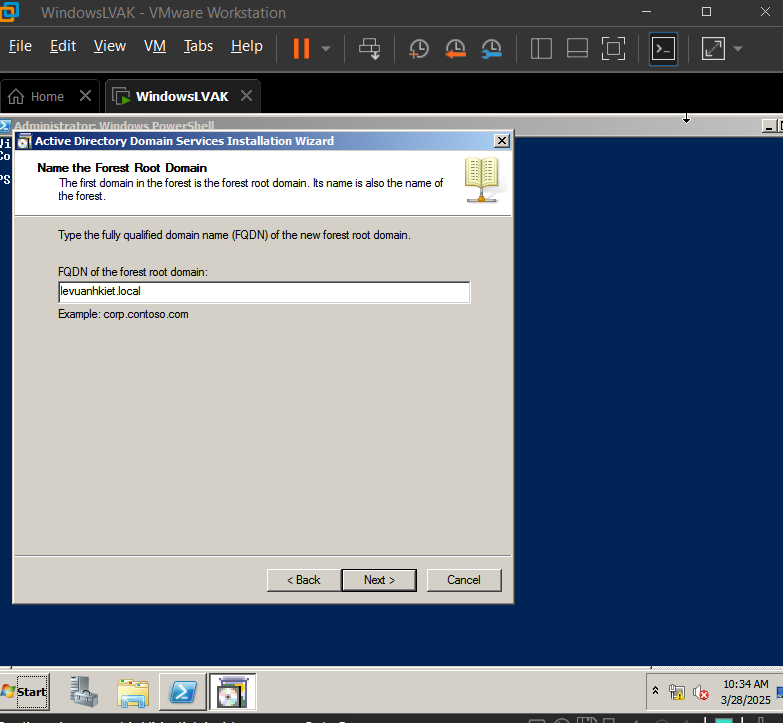 WindowsLVAK - VMware Workstation
File Edit View VM Tabs Help
Home WindowsLVAK
Administrator: Windows PowerShell
Active Directory Domain Services Installation Wizard
Name the Forest Root Domain
The first domain in the forest is the forest root domain. Its name is also the name of
the forest.
Type the fully qualified domain name (FQDN) of the new forest root domain.
FQDN of the forest root domain:
levuanhkiet.local
Example: corp.contoso.com
< Back Next > Cancel
Start
10:34 AM
3/28/2025